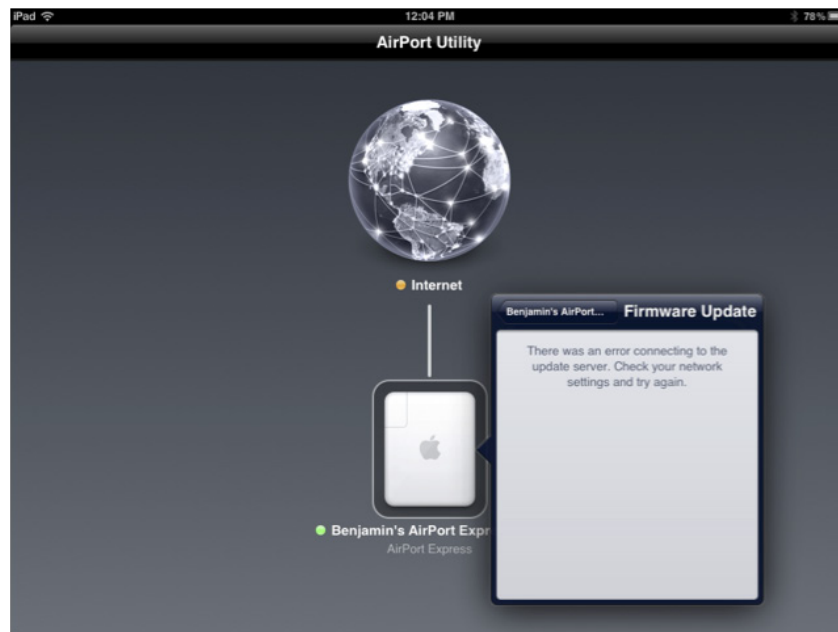 iPad
12:04 PM
78%
AirPort Utility
Internet
Benjamin's AirPort...
Firmware Update
There was an error connecting to the
update server. Check your network
settings and try again.
Benjamin's AirPort Expr
AirPort Express